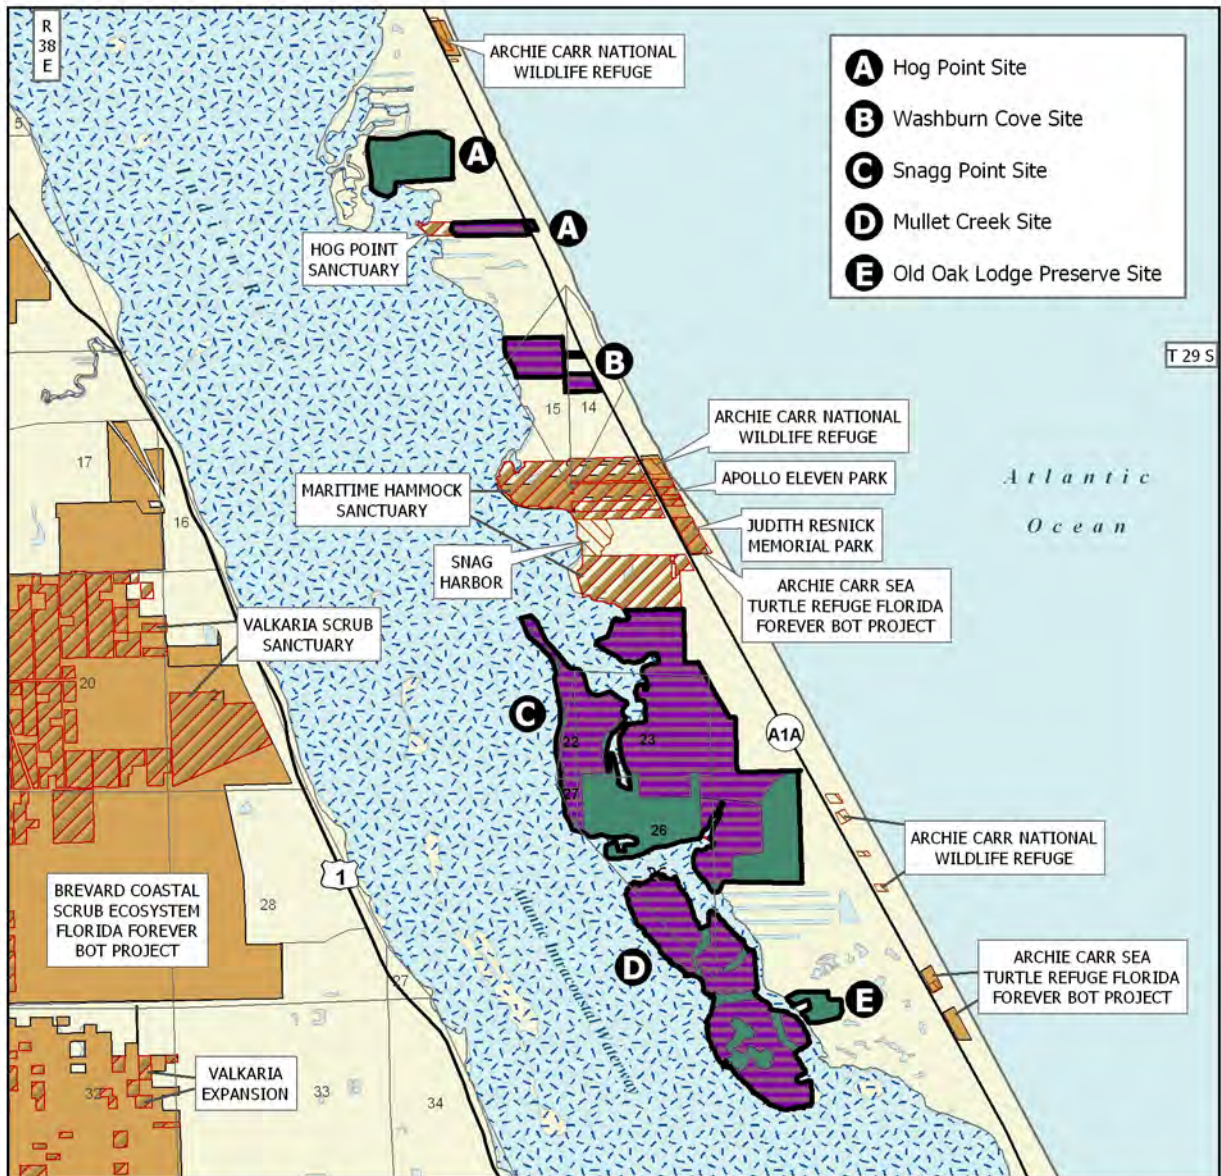 R
38
E
ARCHIE CARR NATIONAL
WILDLIFE REFUGE
A Hog Point Site
B Washburn Cove Site
C Snagg Point Site
D Mullet Creek Site
E Old Oak Lodge Preserve Site
5
A
Indian River
A
HOG POINT
SANCTUARY
T 29 S
B
15
14
ARCHIE CARR NATIONAL
WILDLIFE REFUGE
17
APOLLO ELEVEN PARK
Atlantic
Ocean
MARITIME HAMMOCK
SANCTUARY
16
JUDITH RESNICK
MEMORIAL PARK
SNAG
HARBOR
ARCHIE CARR SEA
TURTLE REFUGE FLORIDA
FOREVER BOT PROJECT
VALKARIA SCRUB
SANCTUARY
20
C
22
23
A1A
27
26
ARCHIE CARR NATIONAL
WILDLIFE REFUGE
1
BREVARD COASTAL
SCRUB ECOSYSTEM
FLORIDA FOREVER
BOT PROJECT
28
Atlantic Intracoastal Waterway
D
ARCHIE CARR SEA
TURTLE REFUGE FLORIDA
FOREVER BOT PROJECT
27
E
VALKARIA
EXPANSION
32
33
34